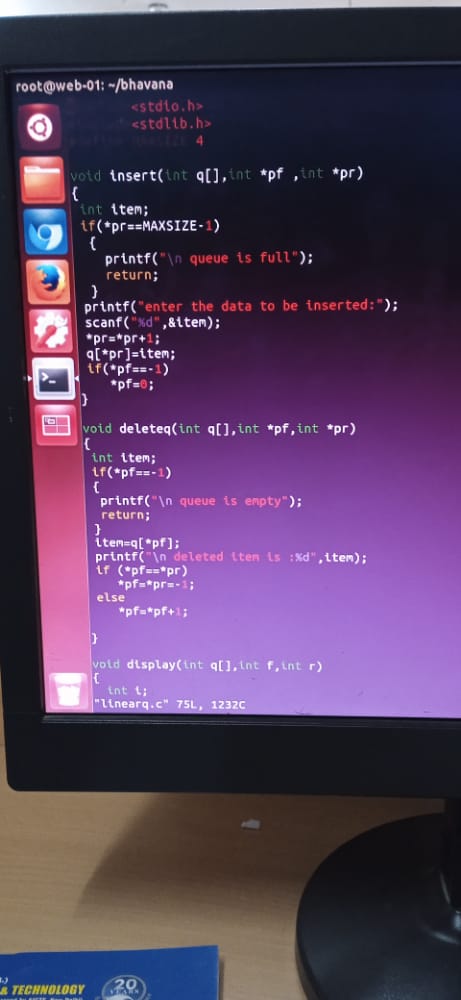 root@web-01: ~/bhavana
<stdio.h>
<stdlib.h>
4
void insert(int q[],int *pf ,int *pr)
{
int item;
if(*pr==MAXSIZE-1)
{
printf("\n queue is full");
return;
}
printf("enter the data to be inserted:");
scanf("%d",&item);
*pr=*pr+1;
q[*pr]=item;
if(*pf==-1)
*pf=0;
}
void deleteq(int q[],int *pf,int *pr)
{
int item;
if(*pf==-1)
{
printf("\n queue is empty");
return;
}
item=q[*pf];
printf("\n deleted item is :%d",item);
if (*pf==*pr)
*pf=*pr=-1;
else
*pf=*pf+1;
}
void display(int q[],int f,int r)
{
int i;
"linearq.c" 75L, 1232C
& TECHNOLOGY
20
YEARS